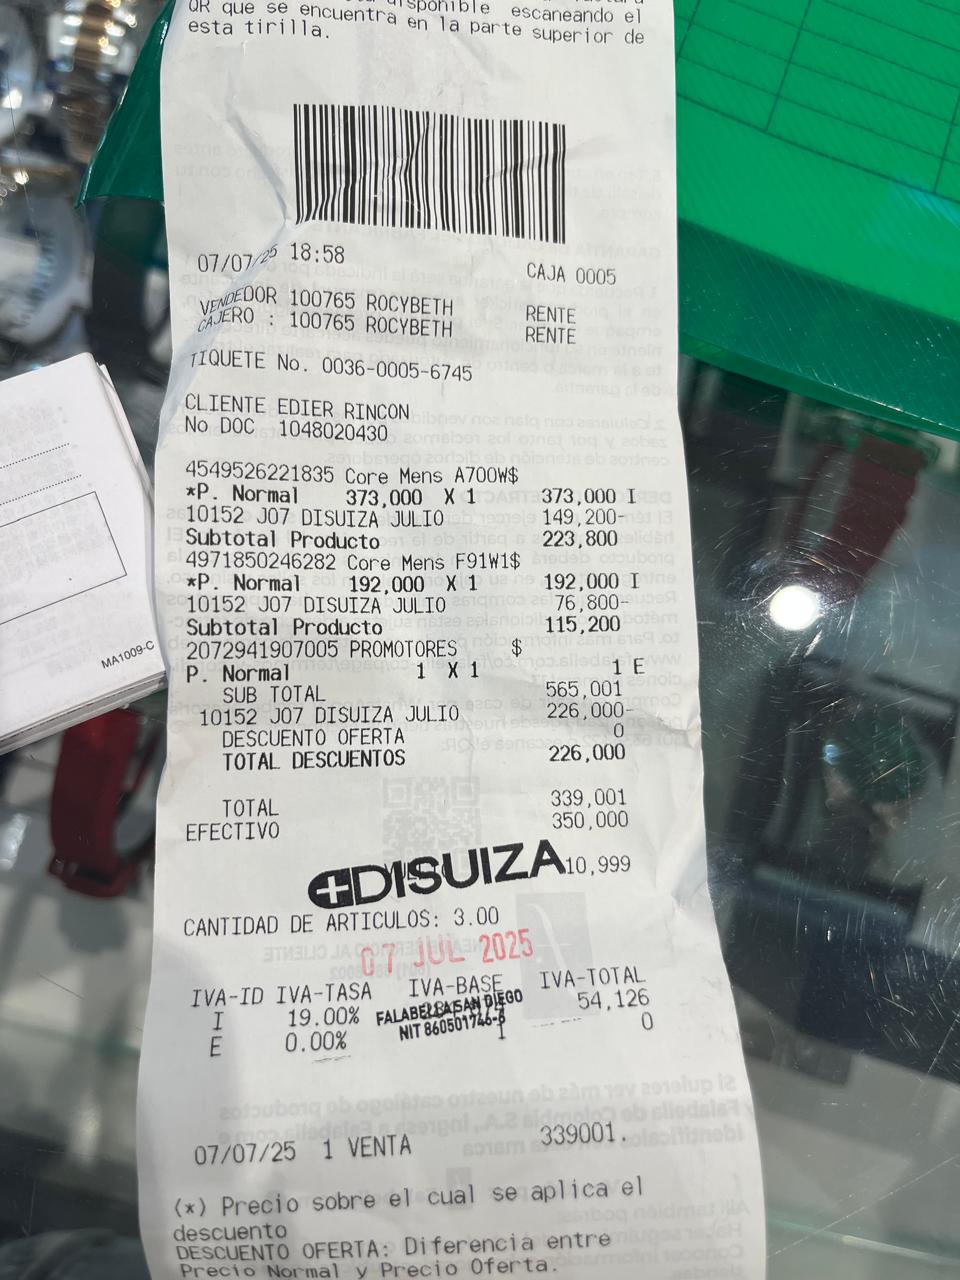 QR que se encuentra disponible escaneando el
esta tirilla. en la parte superior de
07/07/25 18:58 CAJA 0005
VENDEDOR 100765 ROCYBETH RENTE
CAJERO : 100765 ROCYBETH RENTE
TIQUETE No. 0036-0005-6745
CLIENTE EDIER RINCON
No DOC 1048020430
4549526221835 Core Mens A700W$
*P. Normal 373,000 X 1 373,000 I
10152 J07 DISUIZA JULIO 149,200-
Subtotal Producto 223,800
4971850246282 Core Mens F91W1$
*P. Normal 192,000 X 1 192,000 I
10152 J07 DISUIZA JULIO 76,800-
Subtotal Producto 115,200
2072941907005 PROMOTORES $
P. Normal 1 X 1 1 E
SUB TOTAL 565,001
10152 J07 DISUIZA JULIO 226,000-
DESCUENTO OFERTA 0
TOTAL DESCUENTOS 226,000
TOTAL 339,001
EFECTIVO 350,000
DISUIZA 10,999
CANTIDAD DE ARTICULOS: 3.00
07 JUL 2025
IVA-ID IVA-TASA IVA-BASE IVA-TOTAL
I 19.00% 54,126
FALABELLA SAN DIEGO
NIT 860501746-8
E 0.00% 1 0
07/07/25 1 VENTA 339001.
(*) Precio sobre el cual se aplica el
descuento
DESCUENTO OFERTA: Diferencia entre
Precio Normal y Precio Oferta.
MA1009-C